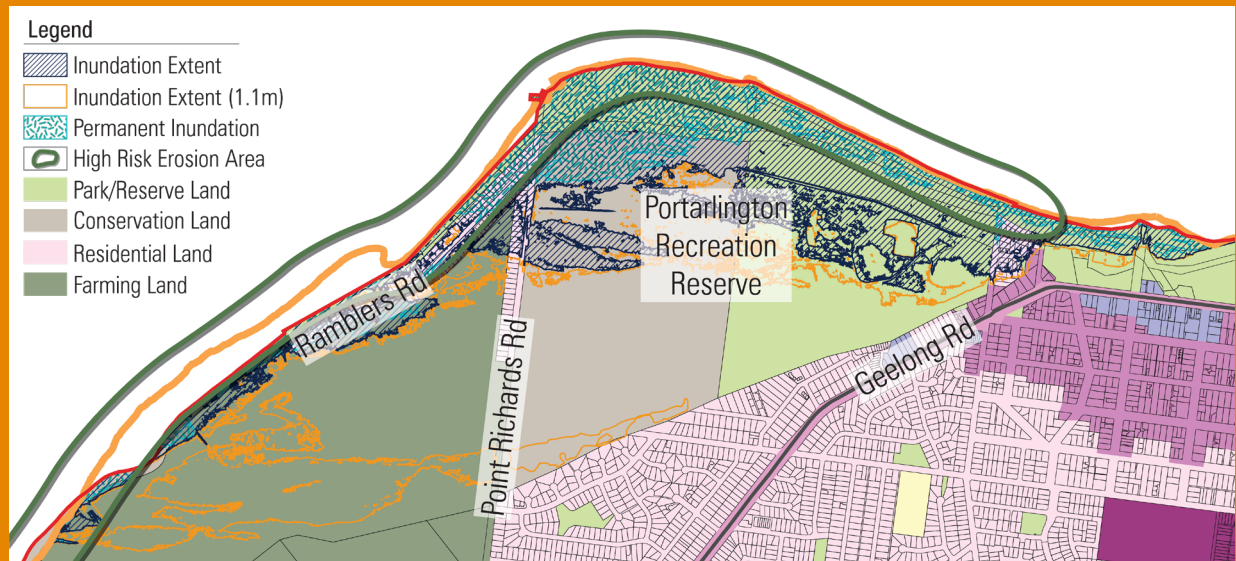 Legend
Inundation Extent
Inundation Extent (1.1m)
Permanent Inundation
High Risk Erosion Area
Park/Reserve Land
Conservation Land
Residential Land
Farming Land
Portarlington
Recreation
Reserve
Ramblers Rd
Point Richards Rd
Geelong Rd